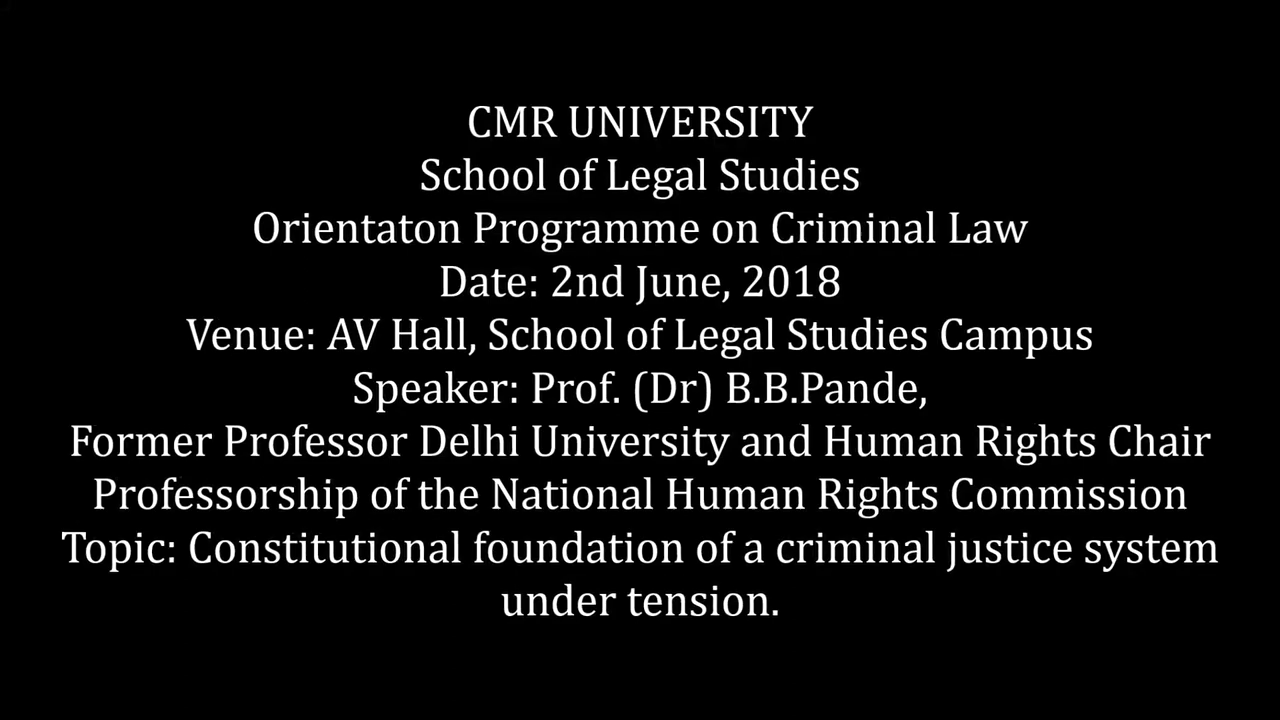 CMR UNIVERSITY
School of Legal Studies
Orientaton Programme on Criminal Law
Date: 2nd June, 2018
Venue: AV Hall, School of Legal Studies Campus
Speaker: Prof. (Dr) B.B.Pande,
Former Professor Delhi University and Human Rights Chair
Professorship of the National Human Rights Commission
Topic: Constitutional foundation of a criminal justice system
under tension.